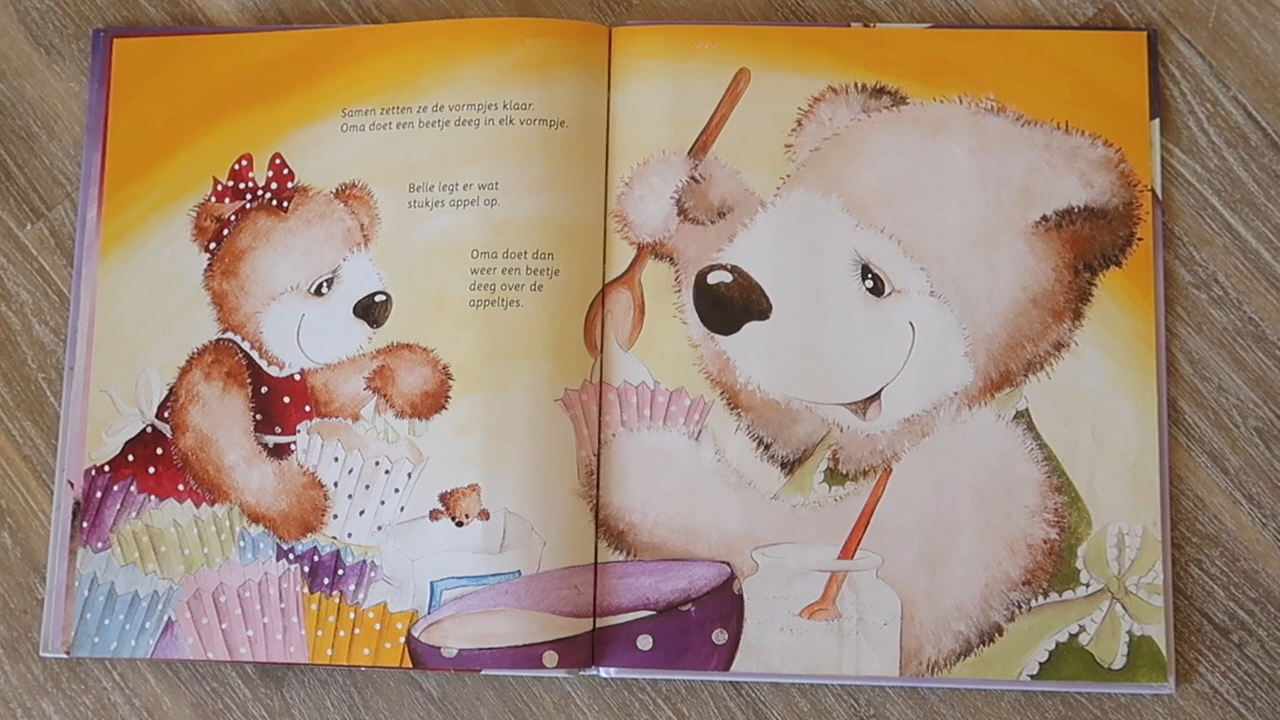 Samen zetten ze de vormpjes klaar.
Oma doet een beetje deeg in elk vormpje.
Belle legt er wat
stukjes appel op.
Oma doet dan
weer een beetje
deeg over de
appeltjes.